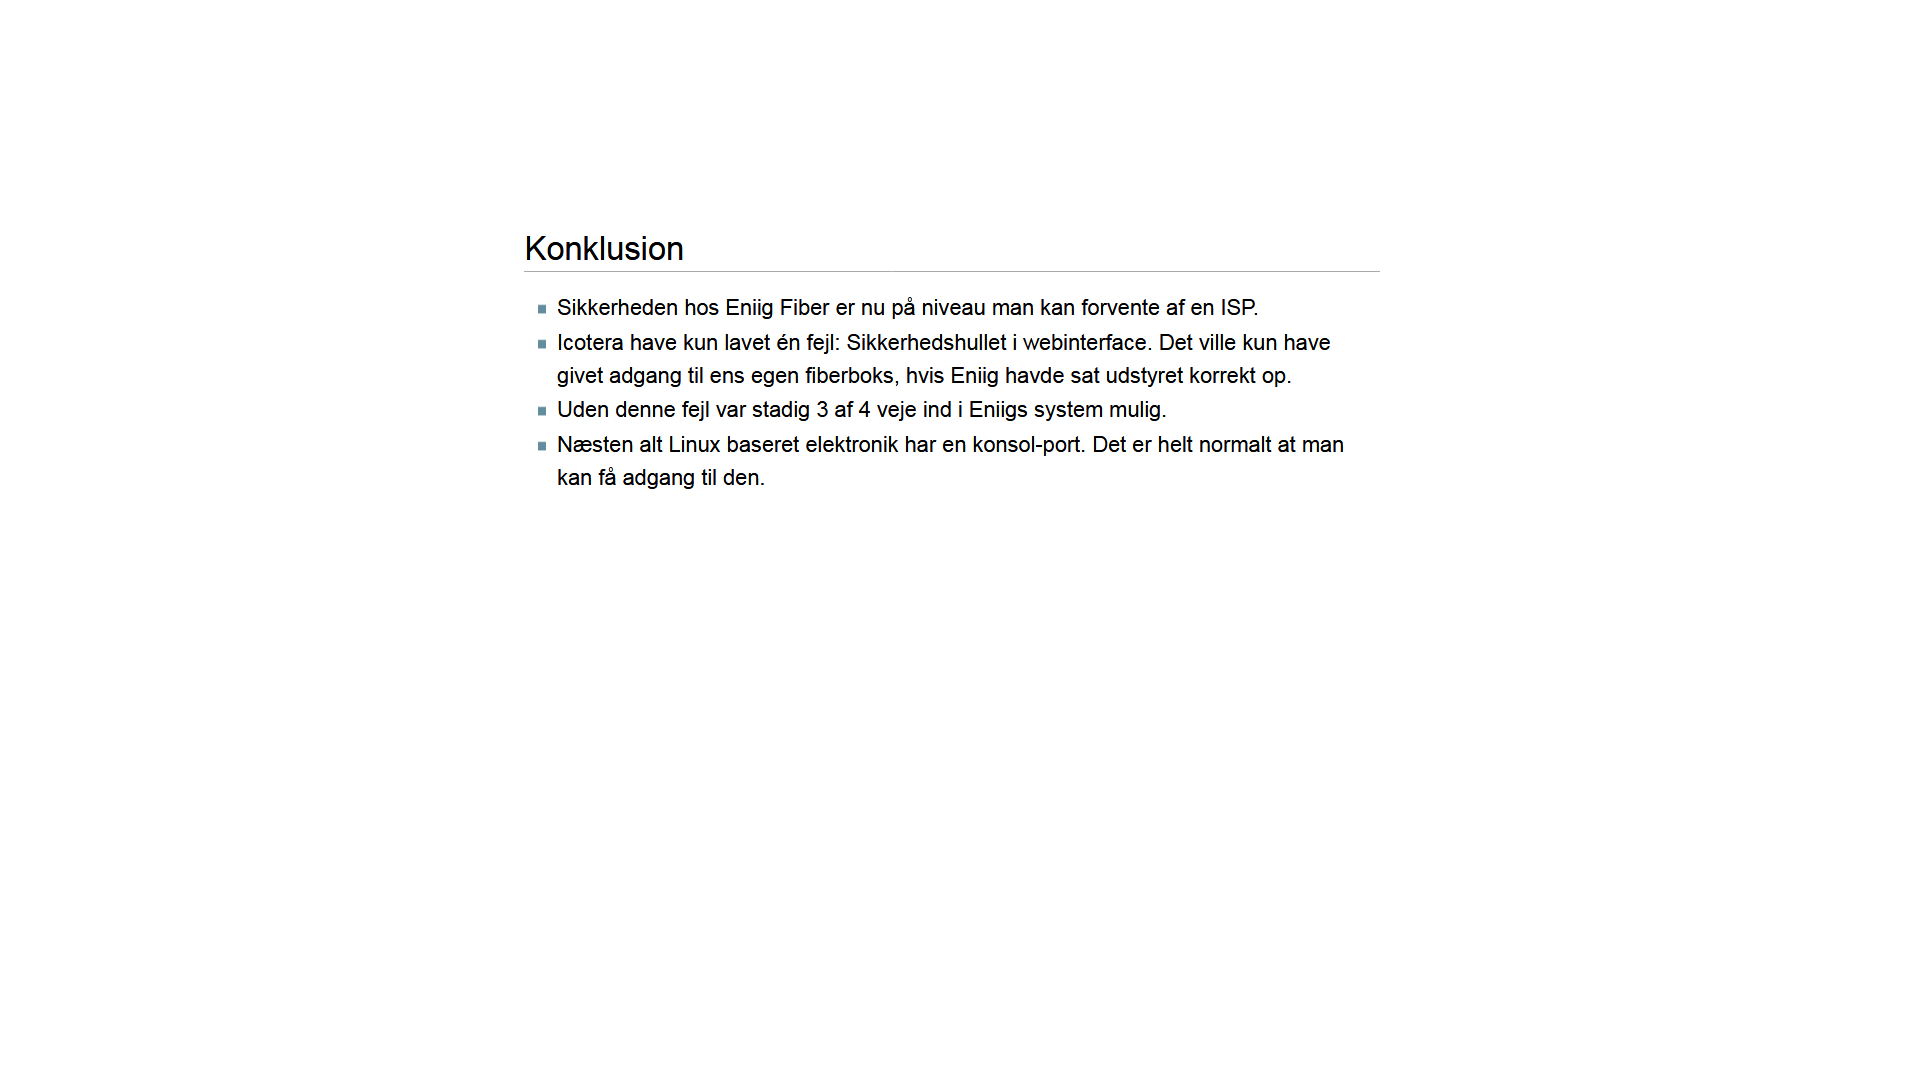 Konklusion
Sikkerheden hos Eniig Fiber er nu på niveau man kan forvente af en ISP.
Icotera have kun lavet én fejl: Sikkerhedshullet i webinterface. Det ville kun have
givet adgang til ens egen fiberboks, hvis Eniig havde sat udstyret korrekt op.
Uden denne fejl var stadig 3 af 4 veje ind i Eniigs system mulig.
Næsten alt Linux baseret elektronik har en konsol-port. Det er helt normalt at man
kan få adgang til den.